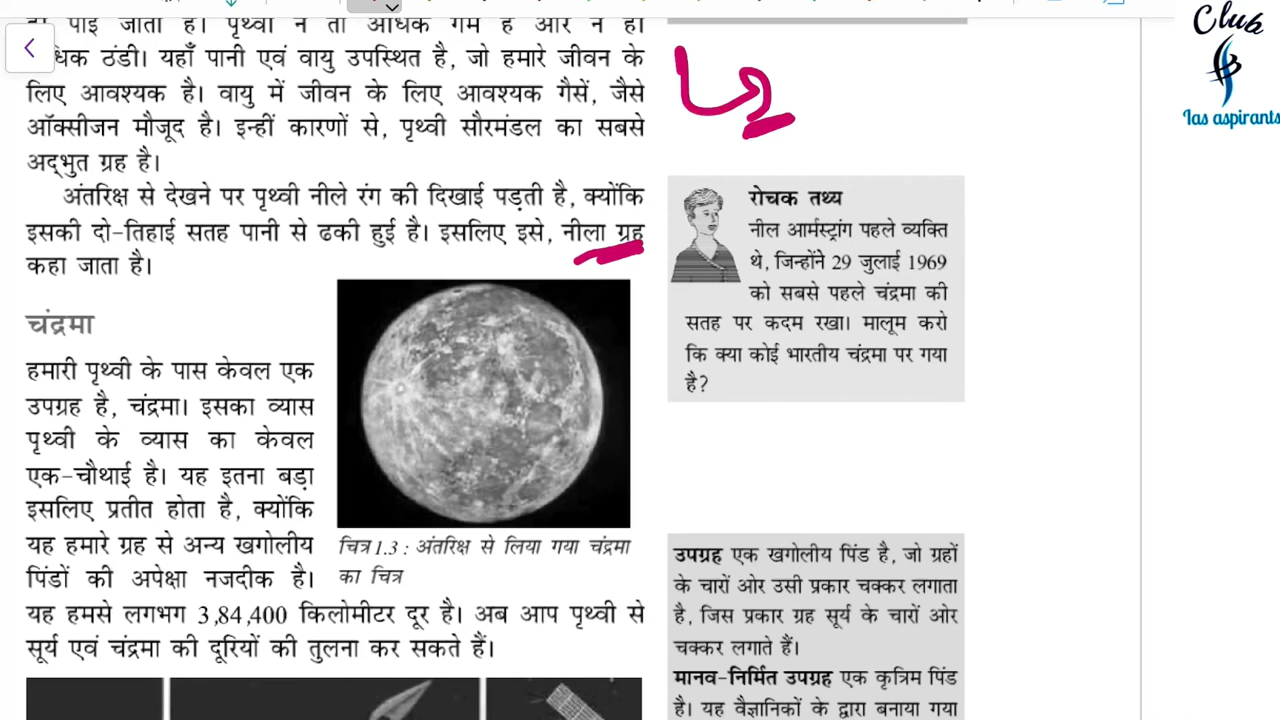 पाई जाती है। पृथ्वी न तो अधिक गर्म है और न ही
अधिक ठंडी। यहाँ पानी एवं वायु उपस्थित है, जो हमारे जीवन के
लिए आवश्यक है। वायु में जीवन के लिए आवश्यक गैसें, जैसे
ऑक्सीजन मौजूद है। इन्हीं कारणों से, पृथ्वी सौरमंडल का सबसे
अद्भुत ग्रह है।
अंतरिक्ष से देखने पर पृथ्वी नीले रंग की दिखाई पड़ती है, क्योंकि
इसकी दो-तिहाई सतह पानी से ढकी हुई है। इसलिए इसे, नीला ग्रह
कहा जाता है।
चंद्रमा
हमारी पृथ्वी के पास केवल एक
उपग्रह है, चंद्रमा। इसका व्यास
पृथ्वी के व्यास का केवल
एक-चौथाई है। यह इतना बड़ा
इसलिए प्रतीत होता है, क्योंकि
यह हमारे ग्रह से अन्य खगोलीय
पिंडों की अपेक्षा नजदीक है।
यह हमसे लगभग 3,84,400 किलोमीटर दूर है। अब आप पृथ्वी से
सूर्य एवं चंद्रमा की दूरियों की तुलना कर सकते हैं।
चित्र 1.3 : अंतरिक्ष से लिया गया चंद्रमा
का चित्र
रोचक तथ्य
नील आर्मस्ट्रांग पहले व्यक्ति
थे, जिन्होंने 29 जुलाई 1969
को सबसे पहले चंद्रमा की
सतह पर कदम रखा। मालूम करो
कि क्या कोई भारतीय चंद्रमा पर गया
है?
उपग्रह एक खगोलीय पिंड है, जो ग्रहों
के चारों ओर उसी प्रकार चक्कर लगाता
है, जिस प्रकार ग्रह सूर्य के चारों ओर
चक्कर लगाते हैं।
मानव-निर्मित उपग्रह एक कृत्रिम पिंड
है। यह वैज्ञानिकों के द्वारा बनाया गया
Club
Ias aspirants